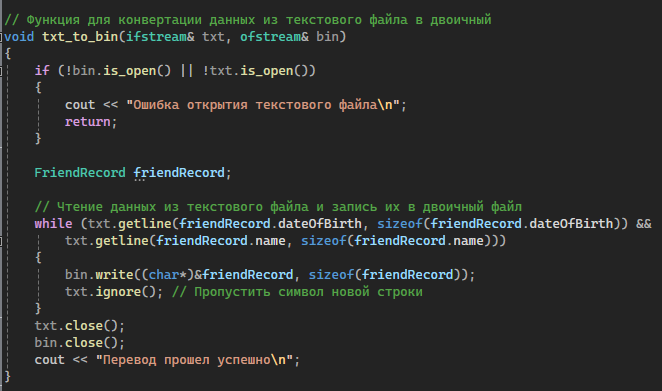 // Функция для конвертации данных из текстового файла в двоичный
void txt_to_bin(ifstream& txt, ofstream& bin)
{
    if (!bin.is_open() || !txt.is_open())
    {
        cout << "Ошибка открытия текстового файла\n";
        return;
    }
    FriendRecord friendRecord;
    // Чтение данных из текстового файла и запись их в двоичный файл
    while (txt.getline(friendRecord.dateOfBirth, sizeof(friendRecord.dateOfBirth)) &&
        txt.getline(friendRecord.name, sizeof(friendRecord.name)))
    {
        bin.write((char*)&friendRecord, sizeof(friendRecord));
        txt.ignore(); // Пропустить символ новой строки
    }
    txt.close();
    bin.close();
    cout << "Перевод прошел успешно\n";
}